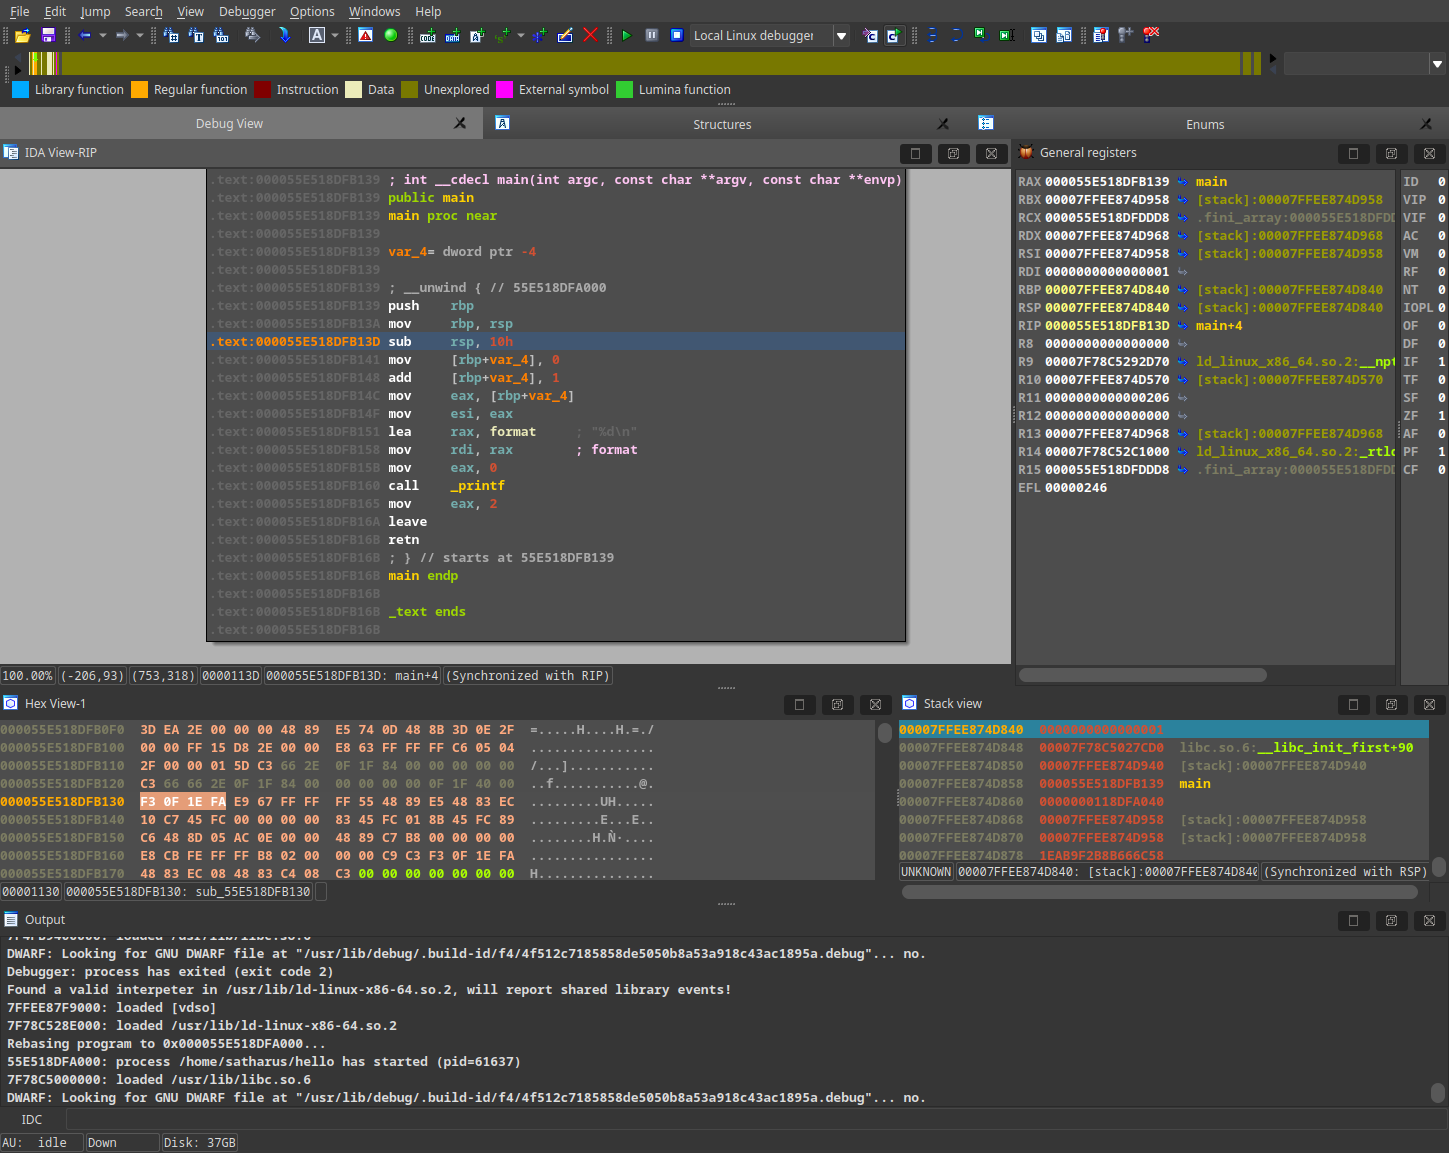 File Edit Jump Search View Debugger Options Windows Help
Local Linux debugger
Library function Regular function Instruction Data Unexplored External symbol Lumina function
Debug View Structures Enums
IDA View-RIP
.text:000055E518DFB139 ; int __cdecl main(int argc, const char **argv, const char **envp)
.text:000055E518DFB139 public main
.text:000055E518DFB139 main proc near
.text:000055E518DFB139
.text:000055E518DFB139 var_4= dword ptr -4
.text:000055E518DFB139
.text:000055E518DFB139 ; __unwind { // 55E518DFA000
.text:000055E518DFB139 push rbp
.text:000055E518DFB13A mov rbp, rsp
.text:000055E518DFB13D sub rsp, 10h
.text:000055E518DFB141 mov [rbp+var_4], 0
.text:000055E518DFB148 add [rbp+var_4], 1
.text:000055E518DFB14C mov eax, [rbp+var_4]
.text:000055E518DFB14F mov esi, eax
.text:000055E518DFB151 lea rax, format ; "%d\n"
.text:000055E518DFB158 mov rdi, rax ; format
.text:000055E518DFB15B mov eax, 0
.text:000055E518DFB160 call _printf
.text:000055E518DFB165 mov eax, 2
.text:000055E518DFB16A leave
.text:000055E518DFB16B retn
.text:000055E518DFB16B ; } // starts at 55E518DFB139
.text:000055E518DFB16B main endp
.text:000055E518DFB16B
.text:000055E518DFB16B _text ends
.text:000055E518DFB16B
100.00% (-206,93) (753,318) 0000113D 000055E518DFB13D: main+4 (Synchronized with RIP)
General registers
RAX 000055E518DFB139 main
RBX 00007FFEE874D958 [stack]:00007FFEE874D958
RCX 000055E518DFDDD8 .fini_array:000055E518DFDD
RDX 00007FFEE874D968 [stack]:00007FFEE874D968
RSI 00007FFEE874D958 [stack]:00007FFEE874D958
RDI 0000000000000001
RBP 00007FFEE874D840 [stack]:00007FFEE874D840
RSP 00007FFEE874D840 [stack]:00007FFEE874D840
RIP 000055E518DFB13D main+4
R8 0000000000000000
R9 00007F78C5292D70 ld_linux_x86_64.so.2:__npt
R10 00007FFEE874D570 [stack]:00007FFEE874D570
R11 0000000000000206
R12 0000000000000000
R13 00007FFEE874D968 [stack]:00007FFEE874D968
R14 00007F78C52C1000 ld_linux_x86_64.so.2:_rtlc
R15 000055E518DFDDD8 .fini_array:000055E518DFDD
EFL 00000246
ID 0
VIP 0
VIF 0
AC 0
VM 0
RF 0
NT 0
IOPL 0
OF 0
DF 0
IF 1
TF 0
SF 0
ZF 1
AF 0
PF 1
CF 0
Hex View-1
000055E518DFB0F0 3D EA 2E 00 00 00 48 89 E5 74 0D 48 8B 3D 0E 2F =.....H....H.=./
000055E518DFB100 00 00 FF 15 D8 2E 00 00 E8 63 FF FF FF C6 05 04 ................
000055E518DFB110 2F 00 00 01 5D C3 66 2E 0F 1F 84 00 00 00 00 00 /...]...........
000055E518DFB120 C3 66 66 2E 0F 1F 84 00 00 00 00 00 0F 1F 40 00 ..f...........@.
000055E518DFB130 F3 0F 1E FA E9 67 FF FF FF 55 48 89 E5 48 83 EC .........UH.....
000055E518DFB140 10 C7 45 FC 00 00 00 00 83 45 FC 01 8B 45 FC 89 .........E...E..
000055E518DFB150 C6 48 8D 05 AC 0E 00 00 48 89 C7 B8 00 00 00 00 ........H.Ñ·....
000055E518DFB160 E8 CB FE FF FF B8 02 00 00 00 C9 C3 F3 0F 1E FA ................
000055E518DFB170 48 83 EC 08 48 83 C4 08 C3 00 00 00 00 00 00 00 H...............
00001130 000055E518DFB130: sub_55E518DFB130
Stack view
00007FFEE874D840 0000000000000001
00007FFEE874D848 00007F78C5027CD0 libc.so.6:__libc_init_first+90
00007FFEE874D850 00007FFEE874D940 [stack]:00007FFEE874D940
00007FFEE874D858 000055E518DFB139 main
00007FFEE874D860 0000000118DFA040
00007FFEE874D868 00007FFEE874D958 [stack]:00007FFEE874D958
00007FFEE874D870 00007FFEE874D958 [stack]:00007FFEE874D958
00007FFEE874D878 1EAB9F2B8B666C58
UNKNOWN 00007FFEE874D840: [stack]:00007FFEE874D840 (Synchronized with RSP)
Output
7F4FB9400000: loaded /usr/lib/libc.so.6
DWARF: Looking for GNU DWARF file at "/usr/lib/debug/.build-id/f4/4f512c7185858de5050b8a53a918c43ac1895a.debug"... no.
Debugger: process has exited (exit code 2)
Found a valid interpeter in /usr/lib/ld-linux-x86-64.so.2, will report shared library events!
7FFEE87F9000: loaded [vdso]
7F78C528E000: loaded /usr/lib/ld-linux-x86-64.so.2
Rebasing program to 0x000055E518DFA000...
55E518DFA000: process /home/satharus/hello has started (pid=61637)
7F78C5000000: loaded /usr/lib/libc.so.6
DWARF: Looking for GNU DWARF file at "/usr/lib/debug/.build-id/f4/4f512c7185858de5050b8a53a918c43ac1895a.debug"... no.
IDC
AU: idle Down Disk: 37GB